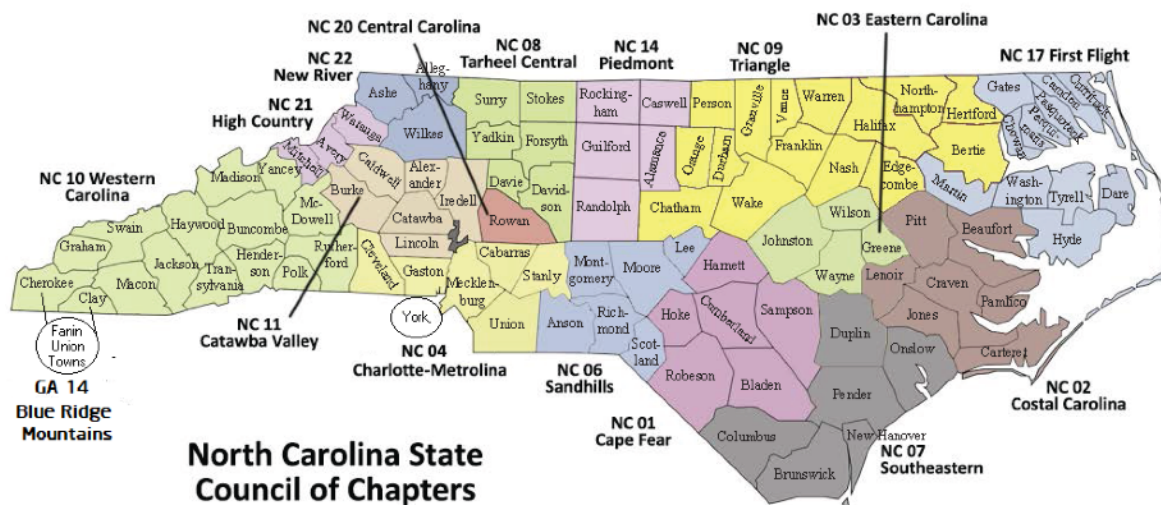 NC 20 Central Carolina
NC 03 Eastern Carolina
NC 22
New River
NC 08
Tarheel Central
NC 14
Piedmont
NC 09
Triangle
NC 17 First Flight
NC 21
High Country
NC 10 Western
Carolina
NC 11
Catawba Valley
NC 04
Charlotte-Metrolina
NC 06
Sandhills
NC 01
Cape Fear
NC 07
Southeastern
NC 02
Costal Carolina
GA 14
Blue Ridge
Mountains
Fanin
Union
Towns
York
North Carolina State
Council of Chapters
Ashe
Alleg-
hany
Wilkes
Surry
Stokes
Yadkin
Forsyth
Davie
David-
son
Rocking-
ham
Caswell
Guilford
Alamance
Randolph
Person
Granville
Vance
Warren
Orange
Durham
Franklin
Halifax
North-
hampton
Hertford
Bertie
Nash
Edge-
combe
Wake
Chatham
Gates
Camden
Currituck
Pasquotank
Perqui-
mans
Chowan
Martin
Wash-
ington
Tyrell
Dare
Hyde
Watauga
Avery
Mitchell
Caldwell
Alex-
ander
Burke
Iredell
Catawba
Lincoln
Rowan
Madison
Yancey
Mc-
Dowell
Swain
Haywood
Buncombe
Graham
Jackson
Hender-
son
Ruther-
ford
Polk
Tran-
sylvania
Macon
Cherokee
Clay
Cleveland
Gaston
Mecḵlen-
burg
Cabarras
Stanly
Union
Mont-
gomery
Moore
Lee
Anson
Rich-
mond
Scot-
land
Harnett
Hoke
Cumberland
Sampson
Robeson
Bladen
Johnston
Wilson
Greene
Wayne
Pitt
Beaufort
Lenoir
Craven
Pamlico
Jones
Carteret
Duplin
Onslow
Pender
Columbus
New Hanover
Brunswick